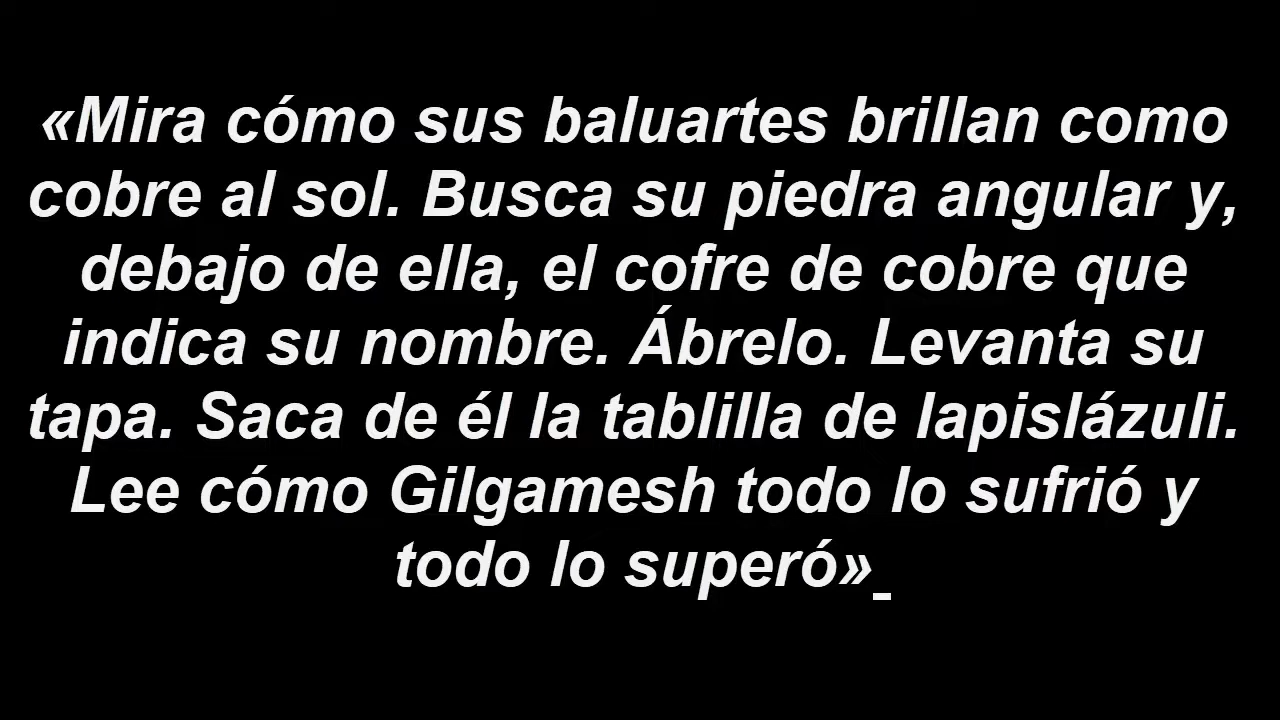 «Mira cómo sus baluartes brillan como
cobre al sol. Busca su piedra angular y,
debajo de ella, el cofre de cobre que
indica su nombre. Ábrelo. Levanta su
tapa. Saca de él la tablilla de lapislázuli.
Lee cómo Gilgamesh todo lo sufrió y
todo lo superó»